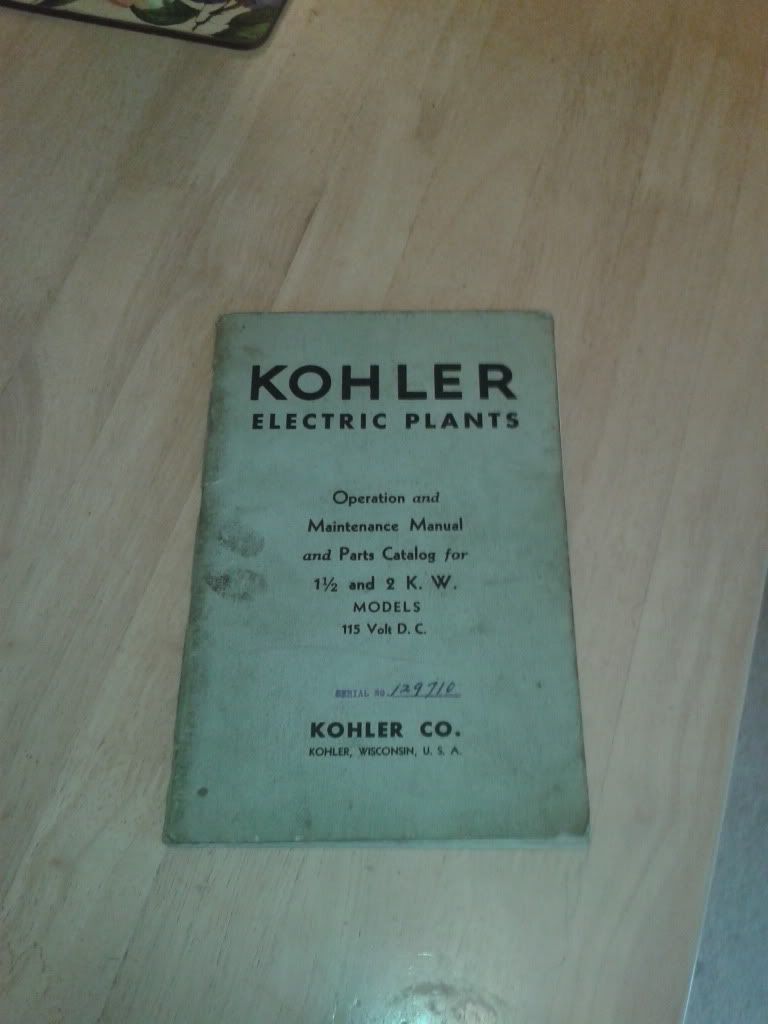 KOHLER
ELECTRIC PLANTS
Operation and
Maintenance Manual
and Parts Catalog for
1½ and 2 K. W.
MODELS
115 Volt D. C.
SERIAL NO. 129710
KOHLER CO.
KOHLER, WISCONSIN, U. S. A.